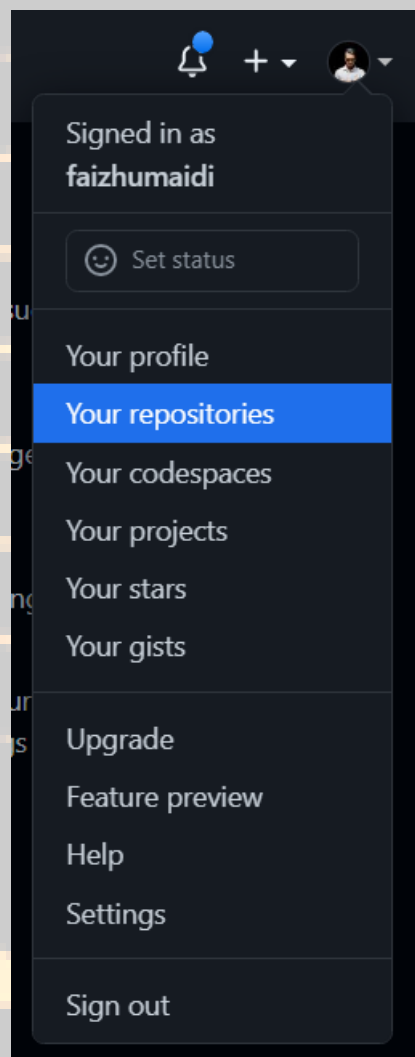 Signed in as
faizhumaidi
Set status
Your profile
Your repositories
Your codespaces
Your projects
Your stars
Your gists
Upgrade
Feature preview
Help
Settings
Sign out